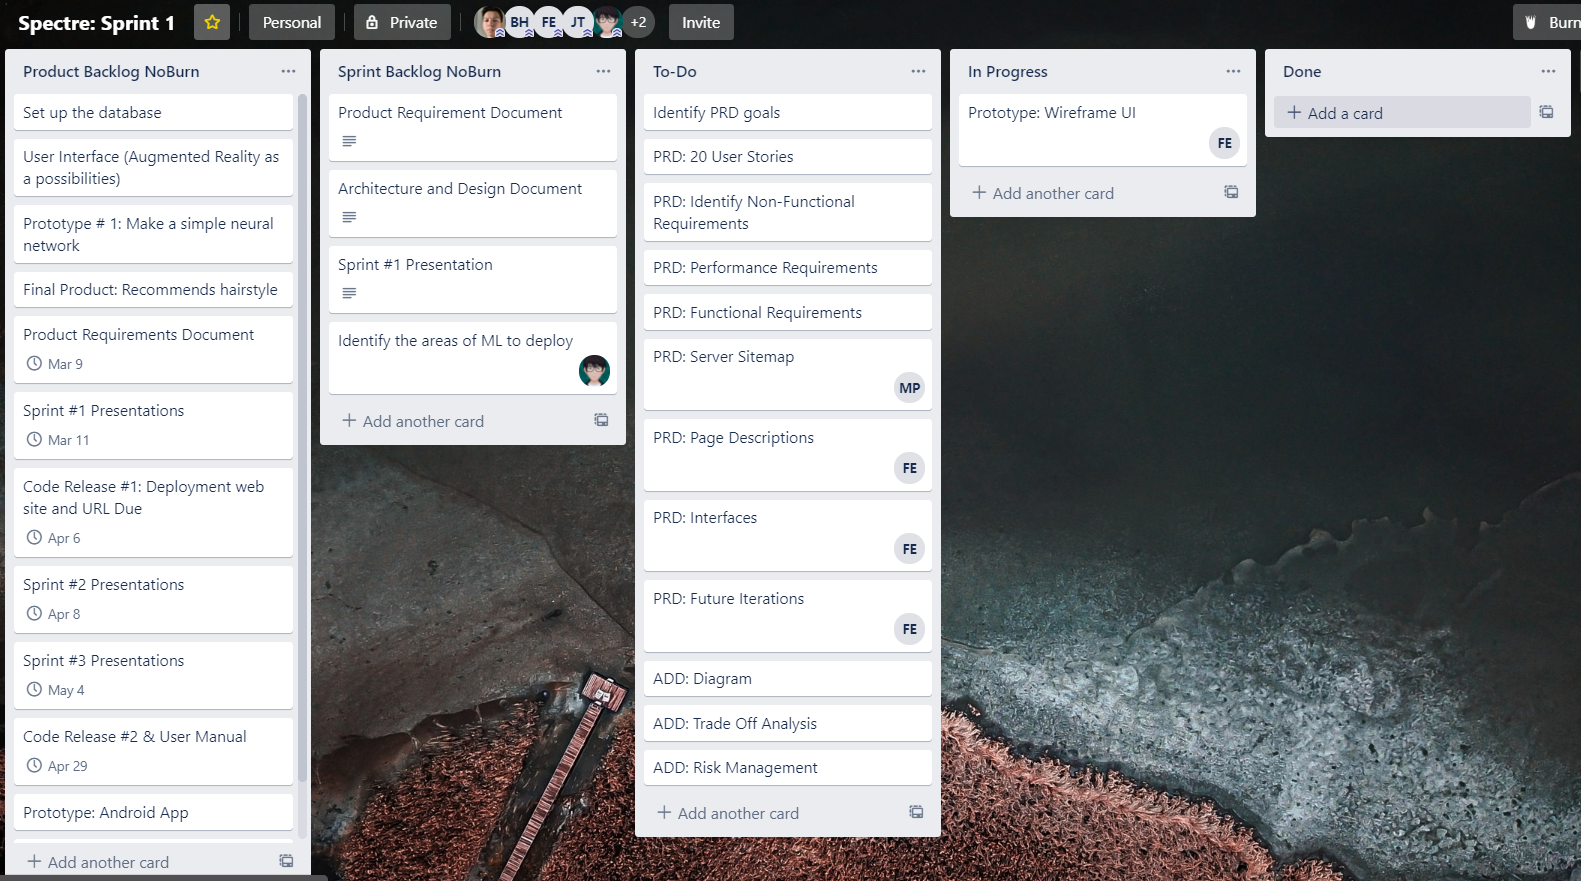 Spectre: Sprint 1
Personal
Private
BH
FE
JT
+2
Invite
Burn
Product Backlog NoBurn
Set up the database
User Interface (Augmented Reality as
a possibilities)
Prototype # 1: Make a simple neural
network
Final Product: Recommends hairstyle
Product Requirements Document
Mar 9
Sprint #1 Presentations
Mar 11
Code Release #1: Deployment web
site and URL Due
Apr 6
Sprint #2 Presentations
Apr 8
Sprint #3 Presentations
May 4
Code Release #2 & User Manual
Apr 29
Prototype: Android App
+ Add another card
Sprint Backlog NoBurn
Product Requirement Document
Architecture and Design Document
Sprint #1 Presentation
Identify the areas of ML to deploy
+ Add another card
To-Do
Identify PRD goals
PRD: 20 User Stories
PRD: Identify Non-Functional
Requirements
PRD: Performance Requirements
PRD: Functional Requirements
PRD: Server Sitemap
MP
PRD: Page Descriptions
FE
PRD: Interfaces
FE
PRD: Future Iterations
FE
ADD: Diagram
ADD: Trade Off Analysis
ADD: Risk Management
+ Add another card
In Progress
Prototype: Wireframe UI
FE
+ Add another card
Done
+ Add a card